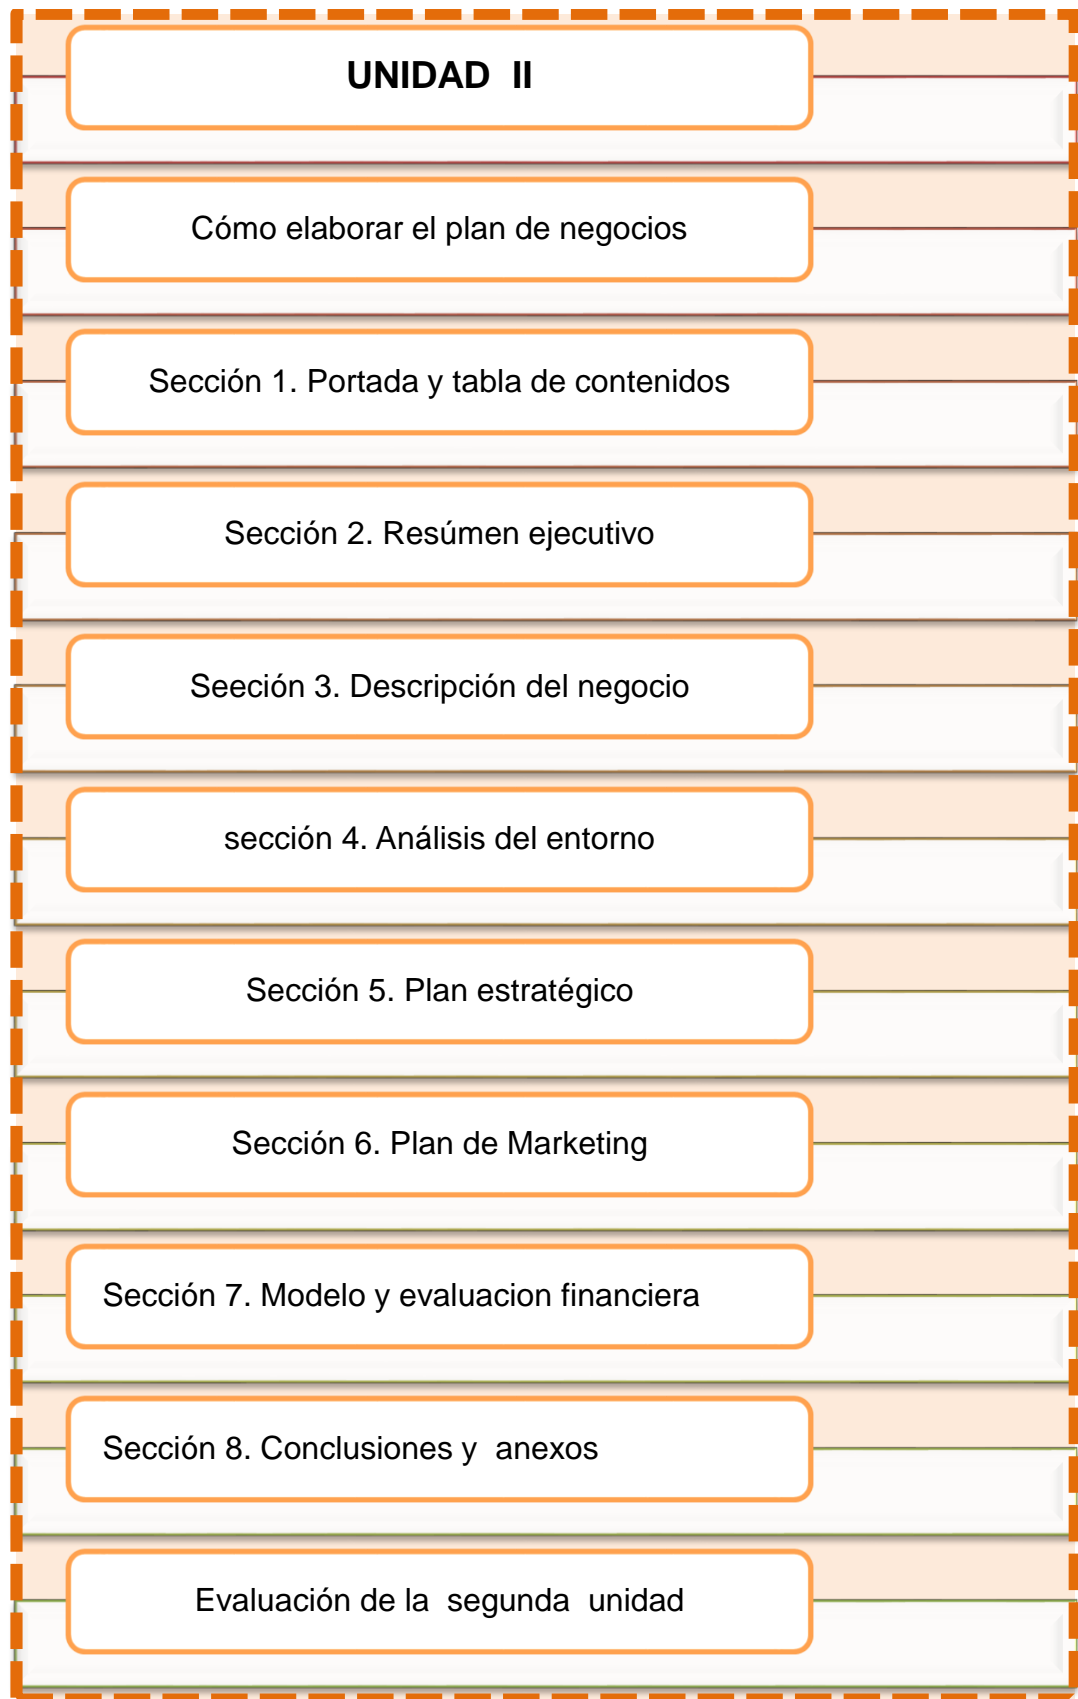 UNIDAD II
Cómo elaborar el plan de negocios
Sección 1. Portada y tabla de contenidos
Sección 2. Resúmen ejecutivo
Seeción 3. Descripción del negocio
sección 4. Análisis del entorno
Sección 5. Plan estratégico
Sección 6. Plan de Marketing
Sección 7. Modelo y evaluacion financiera
Sección 8. Conclusiones y anexos
Evaluación de la segunda unidad